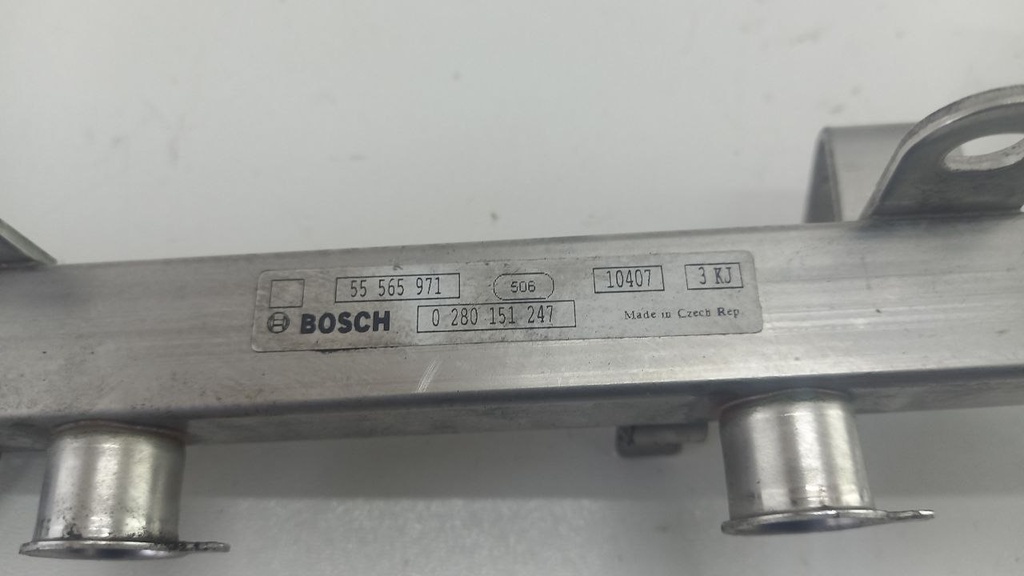 55 565 971 506 10407 3 KJ
BOSCH 0 280 151 247 Made in Czech Rep